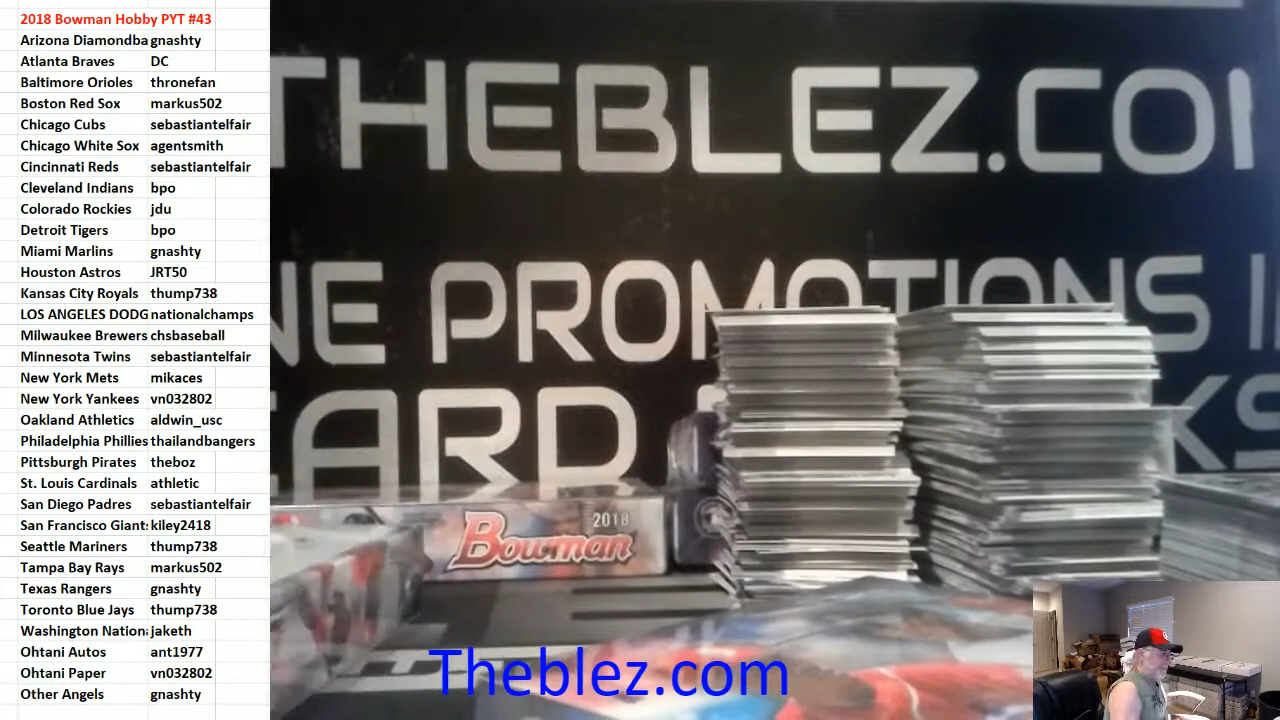 2018 Bowman Hobby PYT #43
Arizona Diamondba gnashty
Atlanta Braves DC
Baltimore Orioles thronefan
Boston Red Sox markus502
Chicago Cubs sebastiantelfair
Chicago White Sox agentsmith
Cincinnati Reds sebastiantelfair
Cleveland Indians bpo
Colorado Rockies jdu
Detroit Tigers bpo
Miami Marlins gnashty
Houston Astros JRT50
Kansas City Royals thump738
LOS ANGELES DODG nationalchamps
Milwaukee Brewers chsbaseball
Minnesota Twins sebastiantelfair
New York Mets mikaces
New York Yankees vn032802
Oakland Athletics aldwin_usc
Philadelphia Phillies thailandbangers
Pittsburgh Pirates theboz
St. Louis Cardinals athletic
San Diego Padres sebastiantelfair
San Francisco Giants kiley2418
Seattle Mariners thump738
Tampa Bay Rays markus502
Texas Rangers gnashty
Toronto Blue Jays thump738
Washington Nation jaketh
Ohtani Autos ant1977
Ohtani Paper vn032802
Other Angels gnashty
THEBLEZ.CO
NE PROMOTIONS I
ARD KS
2018
Bowman
Theblez.com